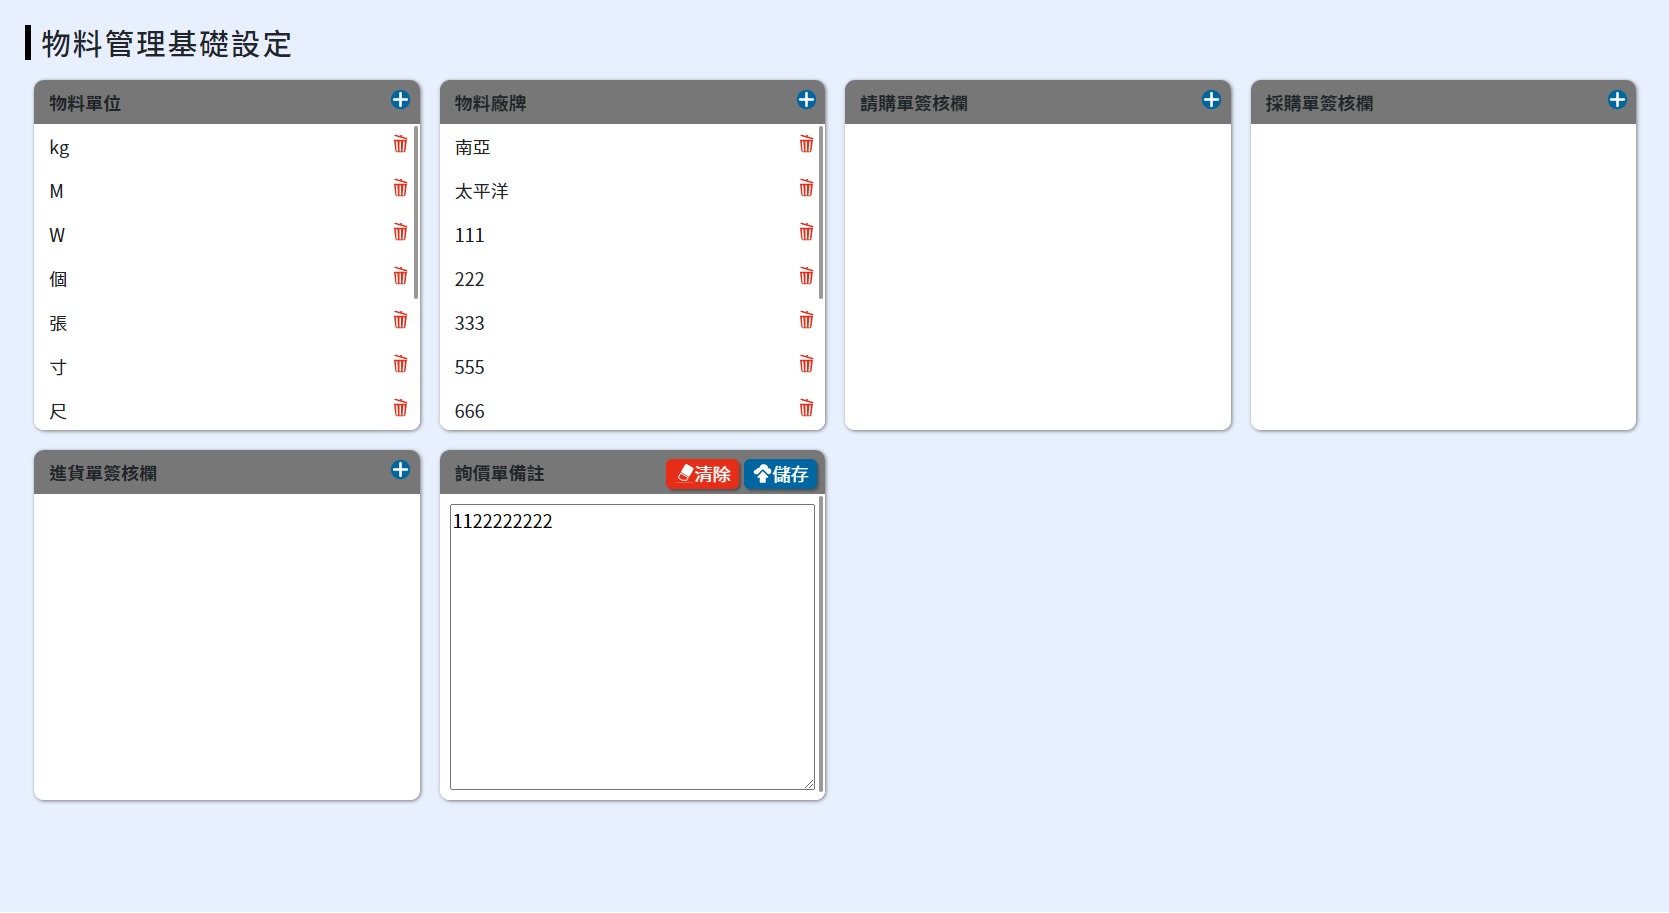 物料管理基礎設定
物料單位
kg
M
W
個
張
寸
尺
物料廠牌
南亞
太平洋
111
222
333
555
666
請購單簽核欄
採購單簽核欄
進貨單簽核欄
詢價單備註
清除
儲存
1122222222